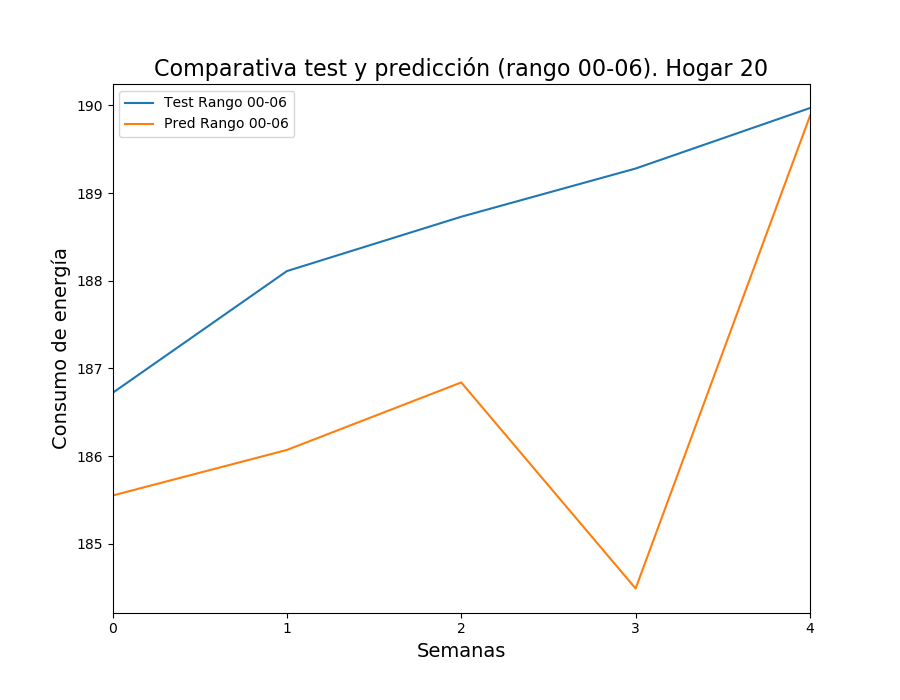 Comparativa test y predicción (rango 00-06). Hogar 20
Test Rango 00-06
Pred Rango 00-06
Consumo de energía
190
189
188
187
186
185
0 1 2 3 4
Semanas